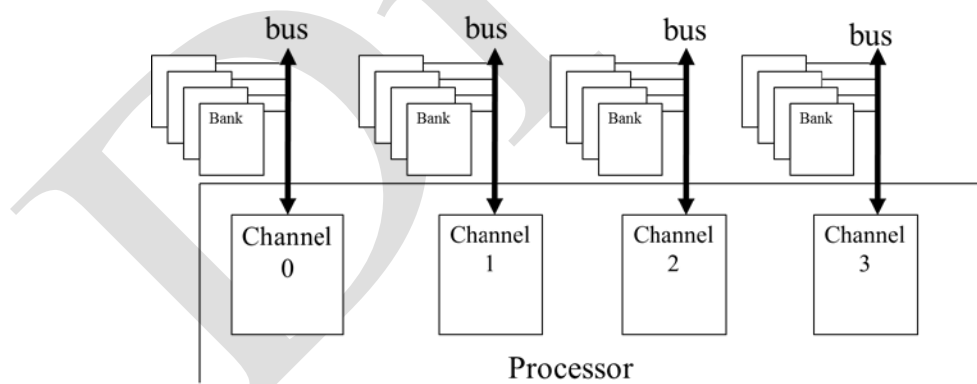 bus bus bus bus
Bank Bank Bank Bank
Channel Channel Channel Channel
0 1 2 3
Processor